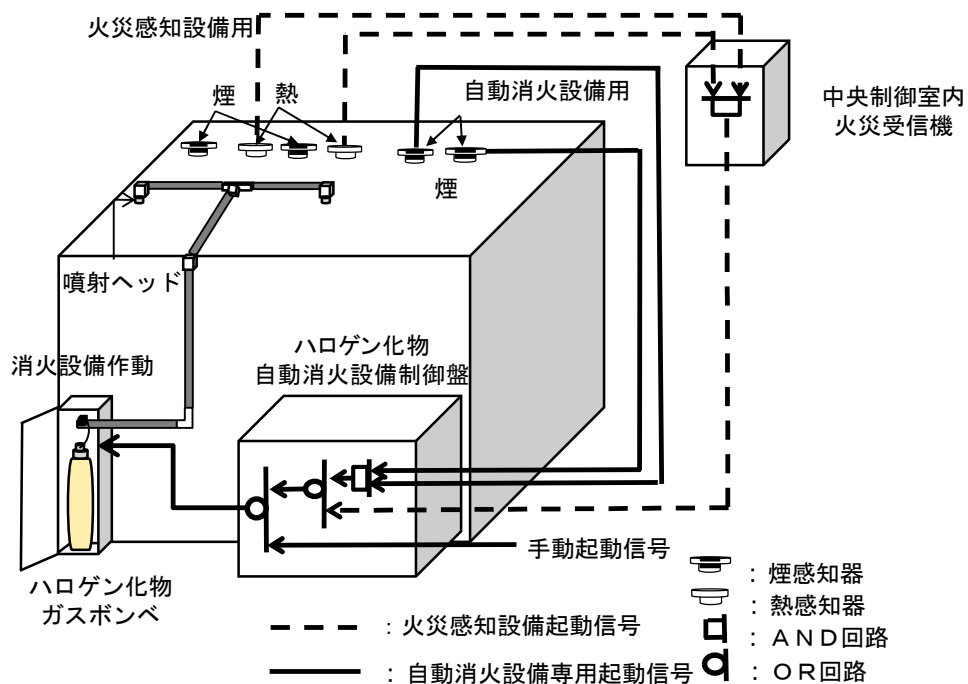 火災感知設備用
煙
熱
自動消火設備用
中央制御室内
火災受信機
煙
噴射ヘッド
ハロゲン化物
自動消火設備制御盤
消火設備作動
手動起動信号
ハロゲン化物
ガスボンベ
：煙感知器
：熱感知器
：火災感知設備起動信号
：ＡＮＤ回路
：自動消火設備専用起動信号
：ＯＲ回路